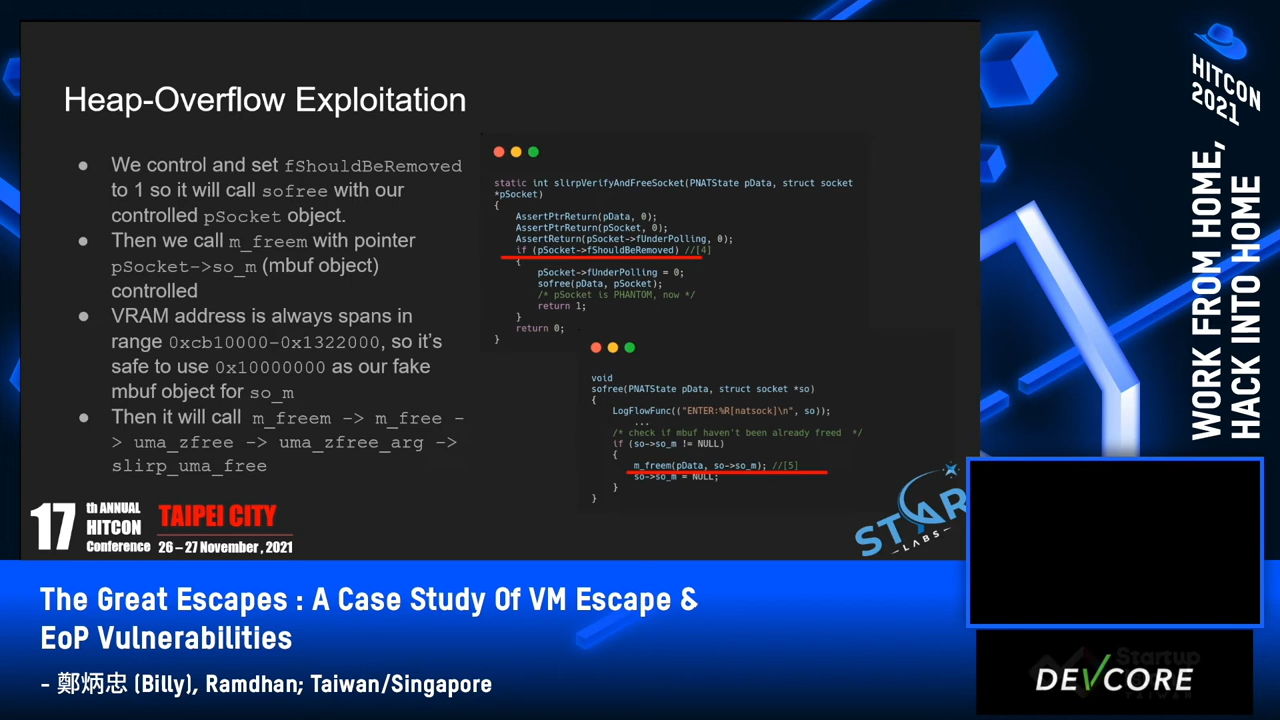 Heap-Overflow Exploitation
● We control and set fShouldBeRemoved
to 1 so it will call sofree with our
controlled pSocket object.
● Then we call m_freem with pointer
pSocket->so_m (mbuf object)
controlled
● VRAM address is always spans in
range 0xcb10000-0x1322000, so it's
safe to use 0x10000000 as our fake
mbuf object for so_m
● Then it will call m_freem -> m_free -
> uma_zfree -> uma_zfree_arg ->
slirp_uma_free
static int slirpVerifyAndFreeSocket(PNATState pData, struct socket
*pSocket)
{
AssertPtrReturn(pData, 0);
AssertPtrReturn(pSocket, 0);
AssertReturn(pSocket->fUnderPolling, 0);
if (pSocket->fShouldBeRemoved) //[4]
{
pSocket->fUnderPolling = 0;
sofree(pData, pSocket);
/* pSocket is PHANTOM, now */
return 1;
}
return 0;
}
void
sofree(PNATState pData, struct socket *so)
{
LogFlowFunc(("ENTER:%R[natsock]\n", so));
...
/* check if mbuf haven't been already freed */
if (so->so_m != NULL)
{
m_freem(pData, so->so_m); //[5]
so->so_m = NULL;
}
}
STAR
LABS
17
th ANNUAL
HITCON
Conference
TAIPEI CITY
26 – 27 November , 2021
HITCON
2021
WORK FROM HOME,
HACK INTO HOME
The Great Escapes : A Case Study Of VM Escape &
EoP Vulnerabilities
- 鄭炳忠 (Billy), Ramdhan; Taiwan/Singapore
Startup
DEVCORE